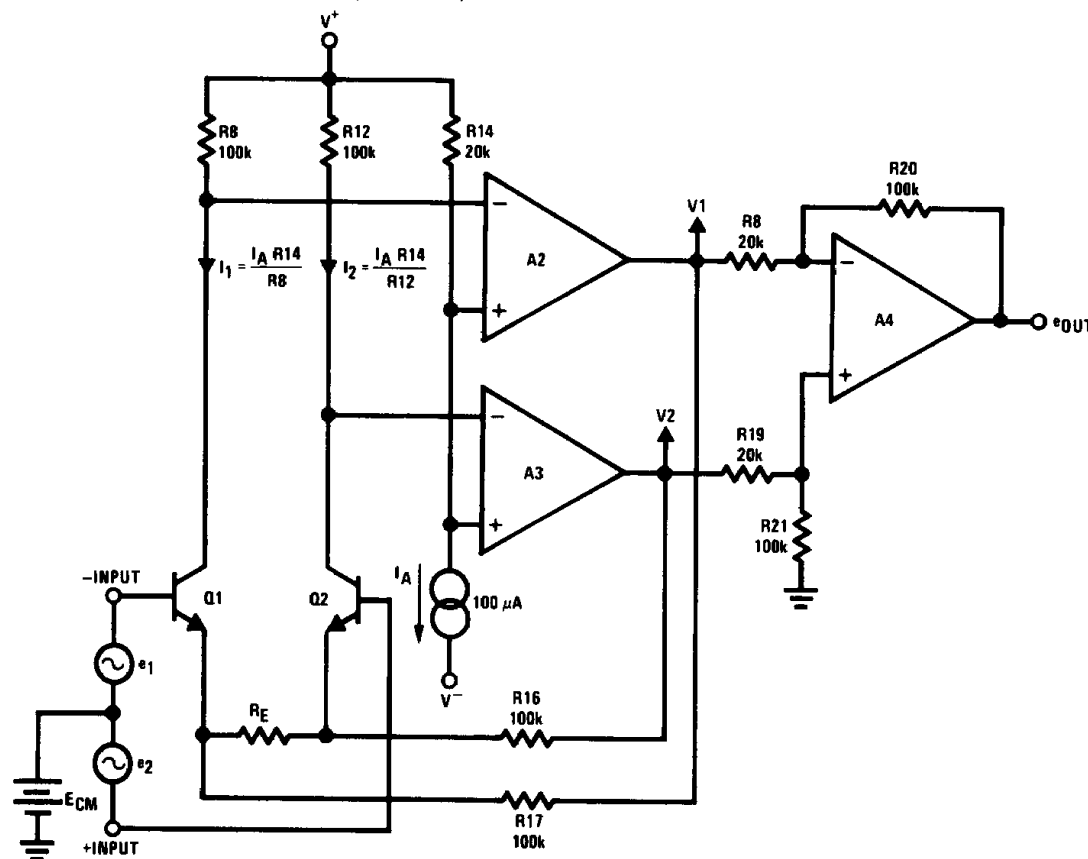 V+
R8
100k
R12
100k
R14
20k
R20
100k
V1
R8
20k
−
A2
+
I1 = IA R14 / R8
I2 = IA R14 / R12
−
A4
+
eOUT
V2
−
A3
+
R19
20k
R21
100k
−INPUT
Q1
Q2
IA
100 μA
V−
e1
RE
R16
100k
e2
ECM
R17
100k
+INPUT